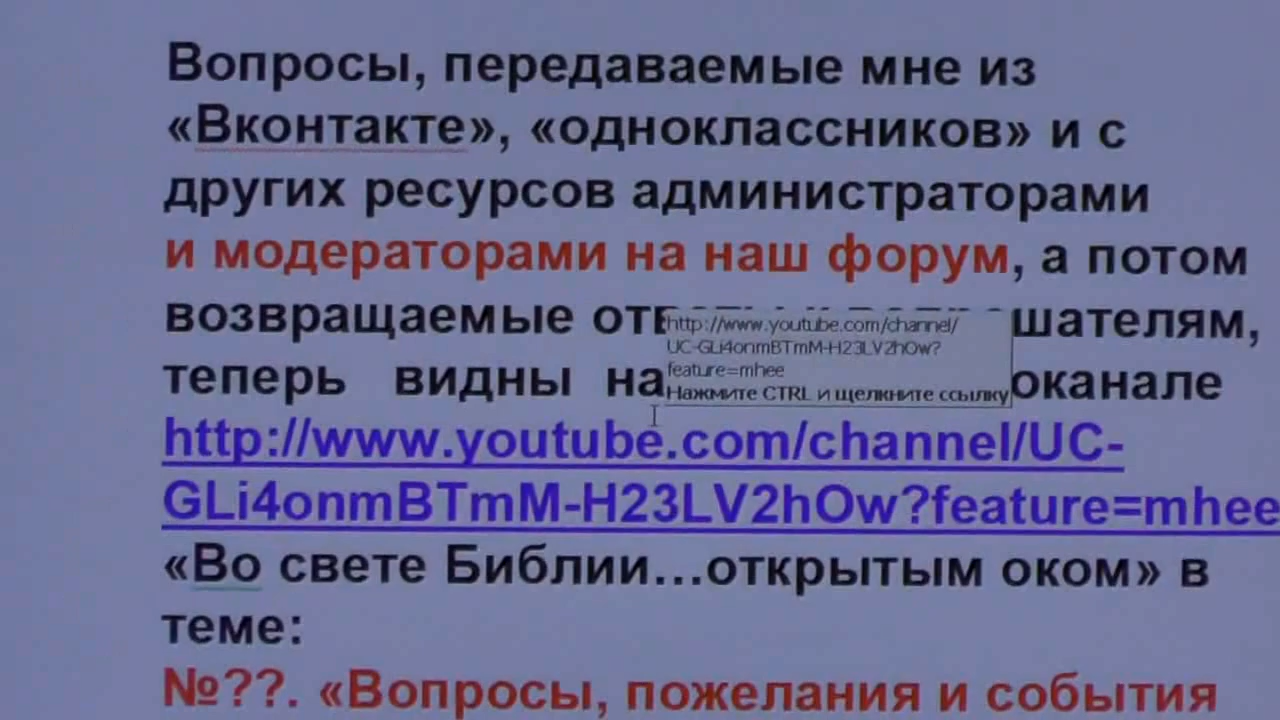 Вопросы, передаваемые мне из
«Вконтакте», «одноклассников» и с
других ресурсов администраторами
и модераторами на наш форум, а потом
возвращаемые
шателям,
теперь видны
оканале
http://www.youtube.com/channel/
UC-GLi4onmBTmM-H23LV2hOw?
feature=mhee
Нажмите CTRL и щелкните ссылку
http://www.youtube.com/channel/UC-
GLi4onmBTmM-H23LV2hOw?feature=mhee
«Во свете Библии…открытым оком» в
теме:
№??. «Вопросы, пожелания и события